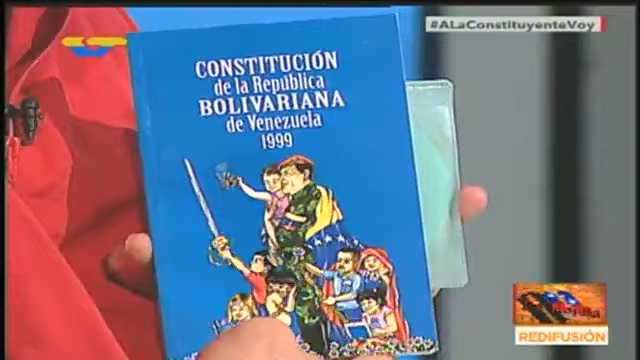 #ALaConstituyenteVoy
CONSTITUCIÓN
de la República
BOLIVARIANA
de Venezuela
1999
REDIFUSIÓN